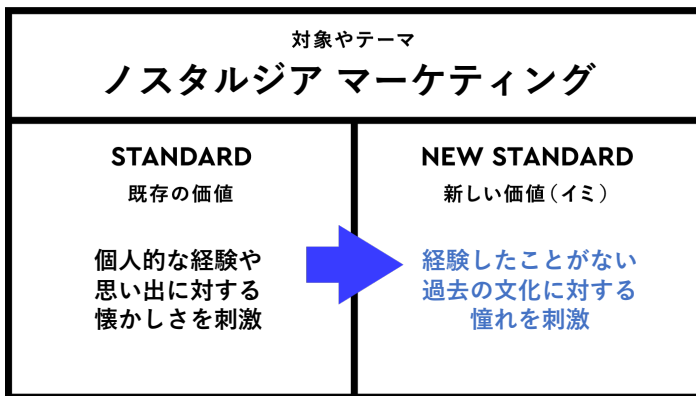 対象やテーマ
ノスタルジア マーケティング
STANDARD
既存の価値
個人的な経験や
思い出に対する
懐かしさを刺激
NEW STANDARD
新しい価値（イミ）
経験したことがない
過去の文化に対する
憧れを刺激